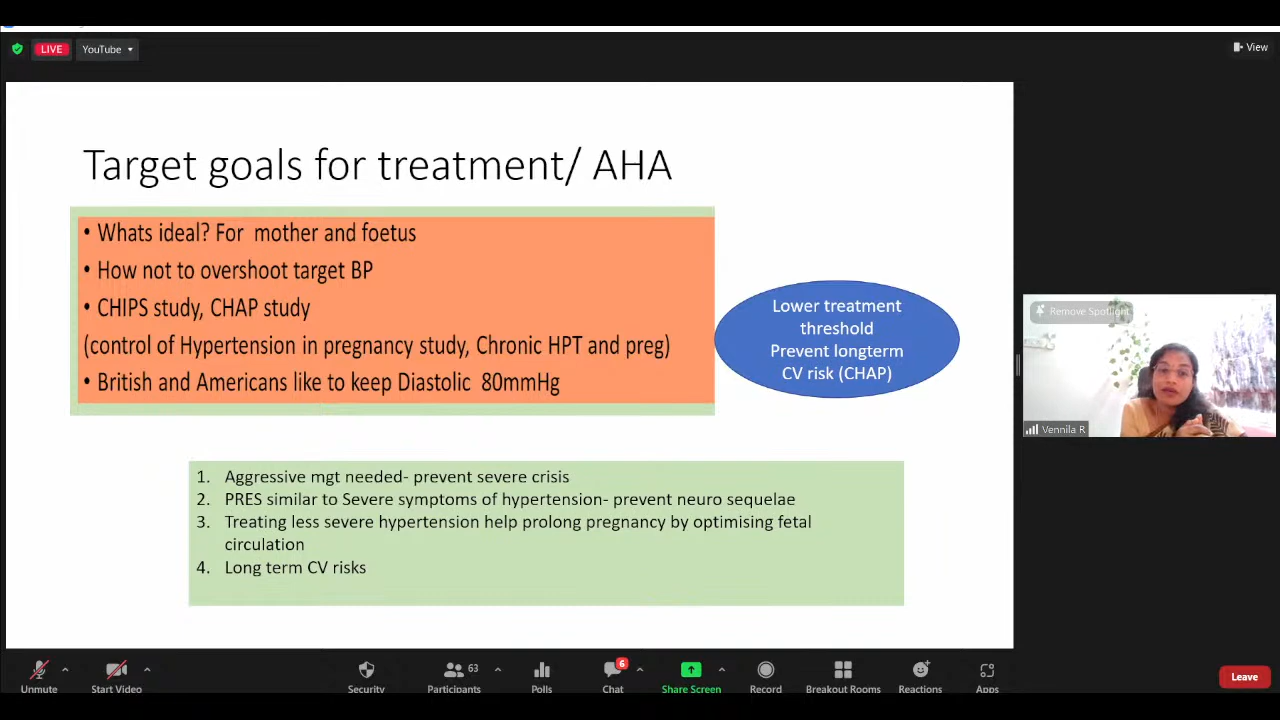 LIVE
YouTube
View
Target goals for treatment/ AHA
• Whats ideal? For mother and foetus
• How not to overshoot target BP
• CHIPS study, CHAP study
(control of Hypertension in pregnancy study, Chronic HPT and preg)
• British and Americans like to keep Diastolic 80mmHg
Lower treatment
threshold
Prevent longterm
CV risk (CHAP)
1. Aggressive mgt needed- prevent severe crisis
2. PRES similar to Severe symptoms of hypertension- prevent neuro sequelae
3. Treating less severe hypertension help prolong pregnancy by optimising fetal
circulation
4. Long term CV risks
Remove Spotlight
Vennila R
Unmute
Start Video
Security
Participants 63
Polls
Chat 6
Share Screen
Record
Breakout Rooms
Reactions
Apps
Leave